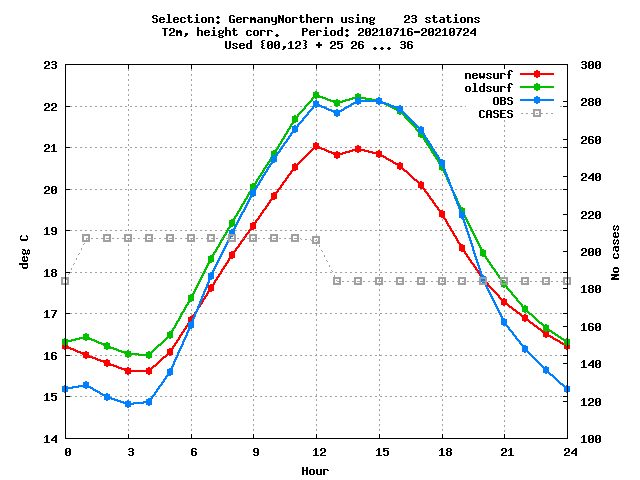 Selection: GermanyNorthern using    23 stations
T2m, height corr.   Period: 20210716-20210724
Used {00,12} + 25 26 ... 36
newsurf
oldsurf
OBS
CASES
23
22
21
20
19
18
17
16
15
14
300
280
260
240
220
200
180
160
140
120
100
deg C
No cases
0 3 6 9 12 15 18 21 24
Hour